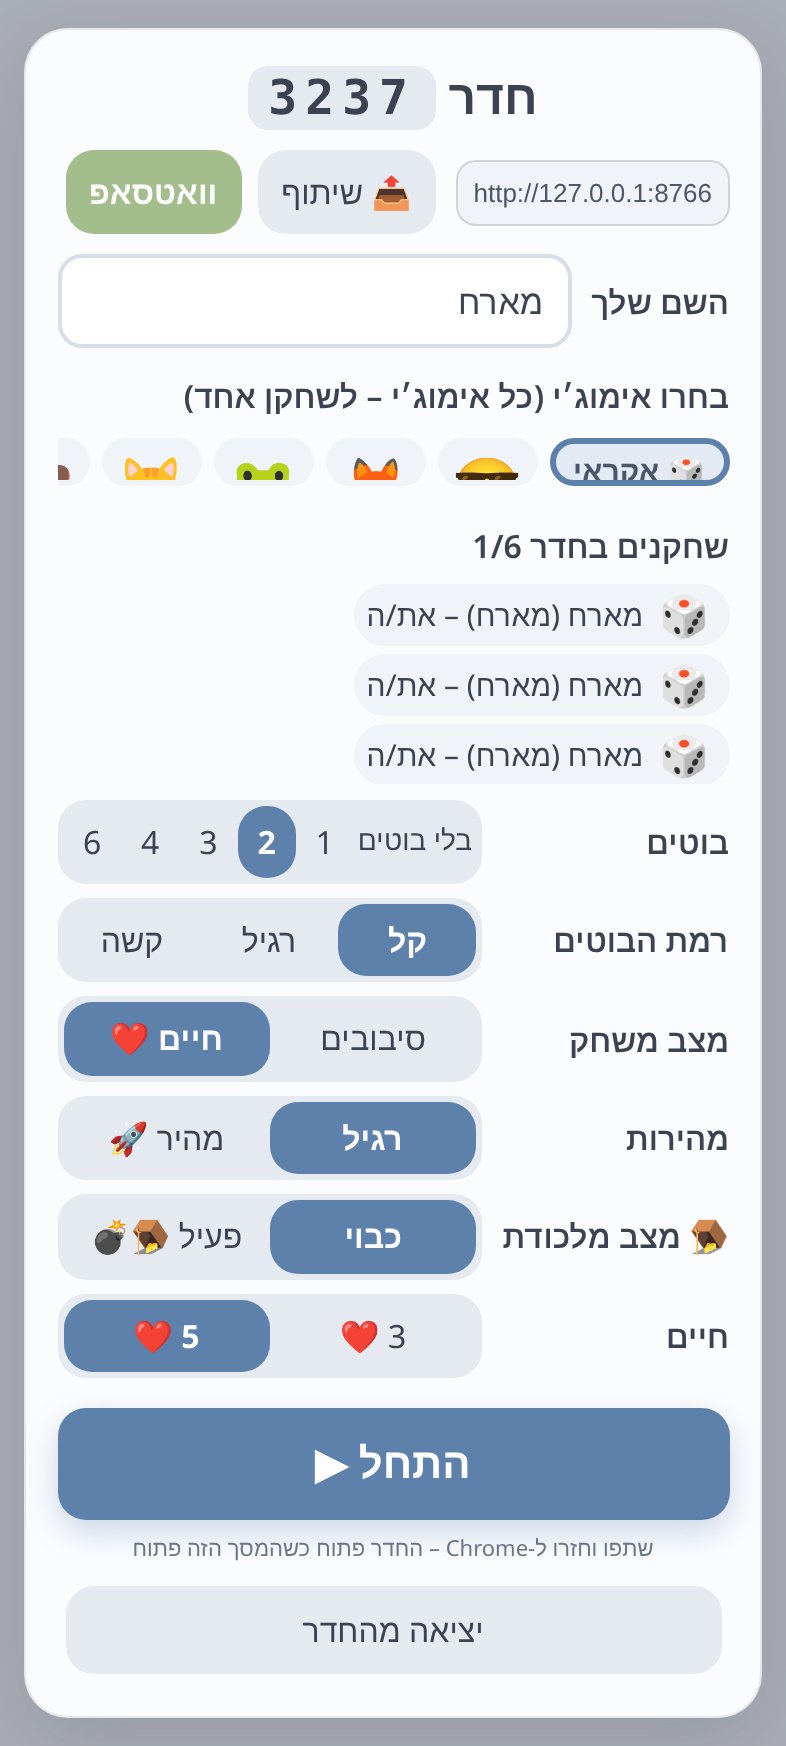 חדר 3237
http://127.0.0.1:8766 📤 שיתוף וואטסאפ
השם שלך מארח
בחרו אימוג׳י (כל אימוג׳י – לשחקן אחד)
🎲 אקראי
שחקנים בחדר 1/6
🎲 מארח (מארח) – את/ה
🎲 מארח (מארח) – את/ה
🎲 מארח (מארח) – את/ה
בוטים בלי בוטים 1 2 3 4 6
רמת הבוטים קל רגיל קשה
מצב משחק סיבובים חיים ❤️
מהירות רגיל מהיר 🚀
🪤 מצב מלכודת כבוי פעיל 🪤💣
חיים 3 ❤️ 5 ❤️
התחל ▶
שתפו וחזרו ל-Chrome – החדר פתוח כשהמסך הזה פתוח
יציאה מהחדר